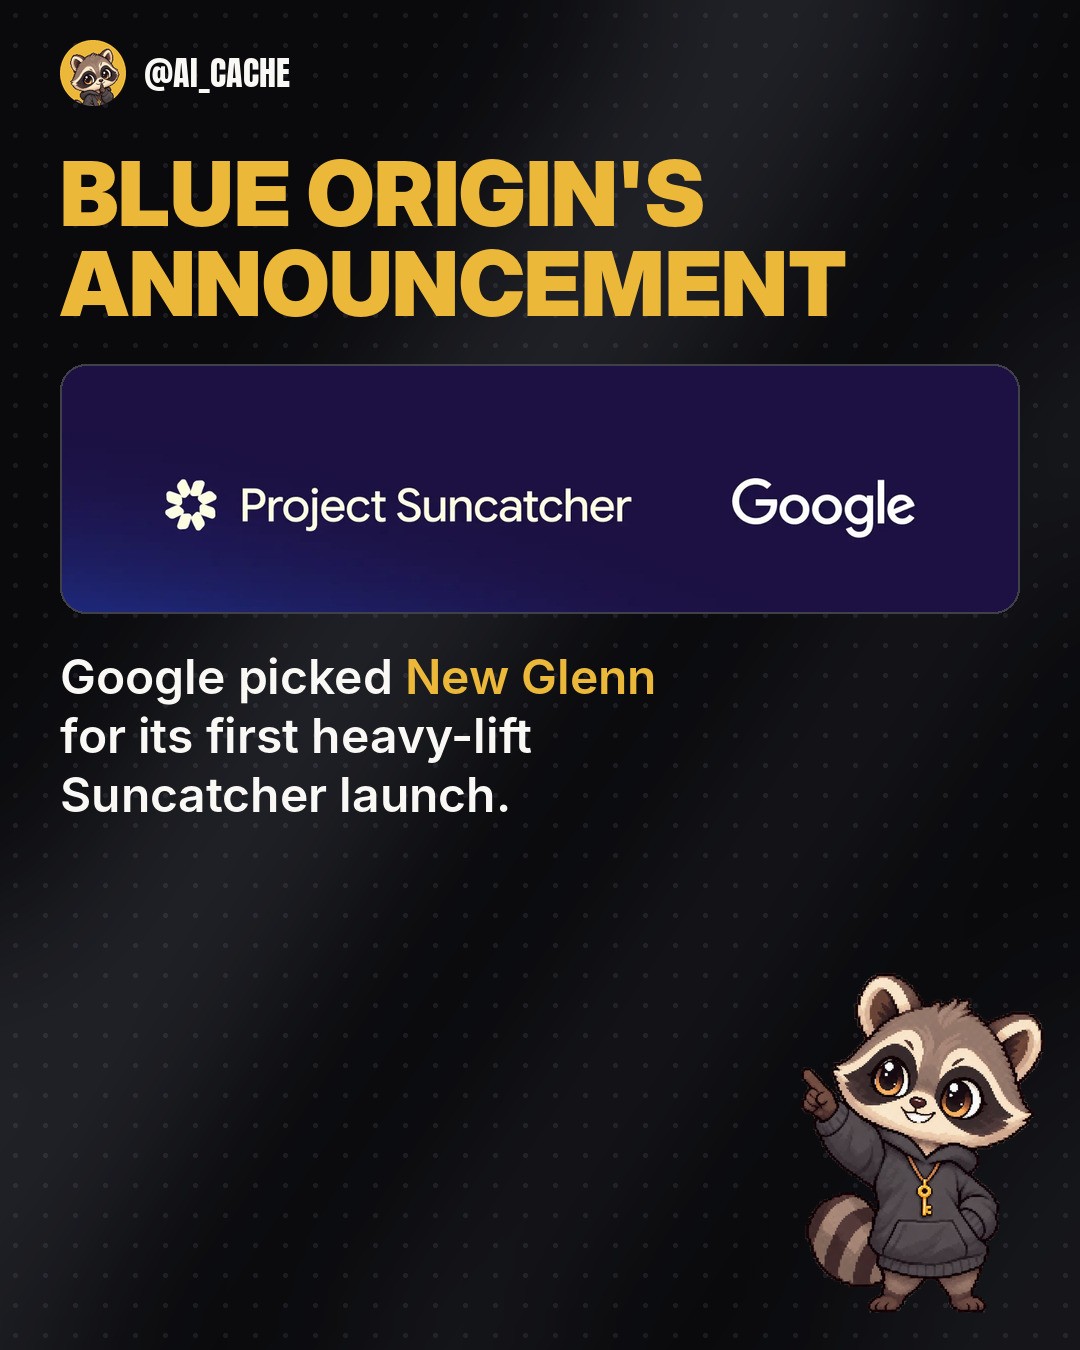 @AI_CACHE
BLUE ORIGIN'S
ANNOUNCEMENT
Project Suncatcher Google
Google picked New Glenn
for its first heavy-lift
Suncatcher launch.